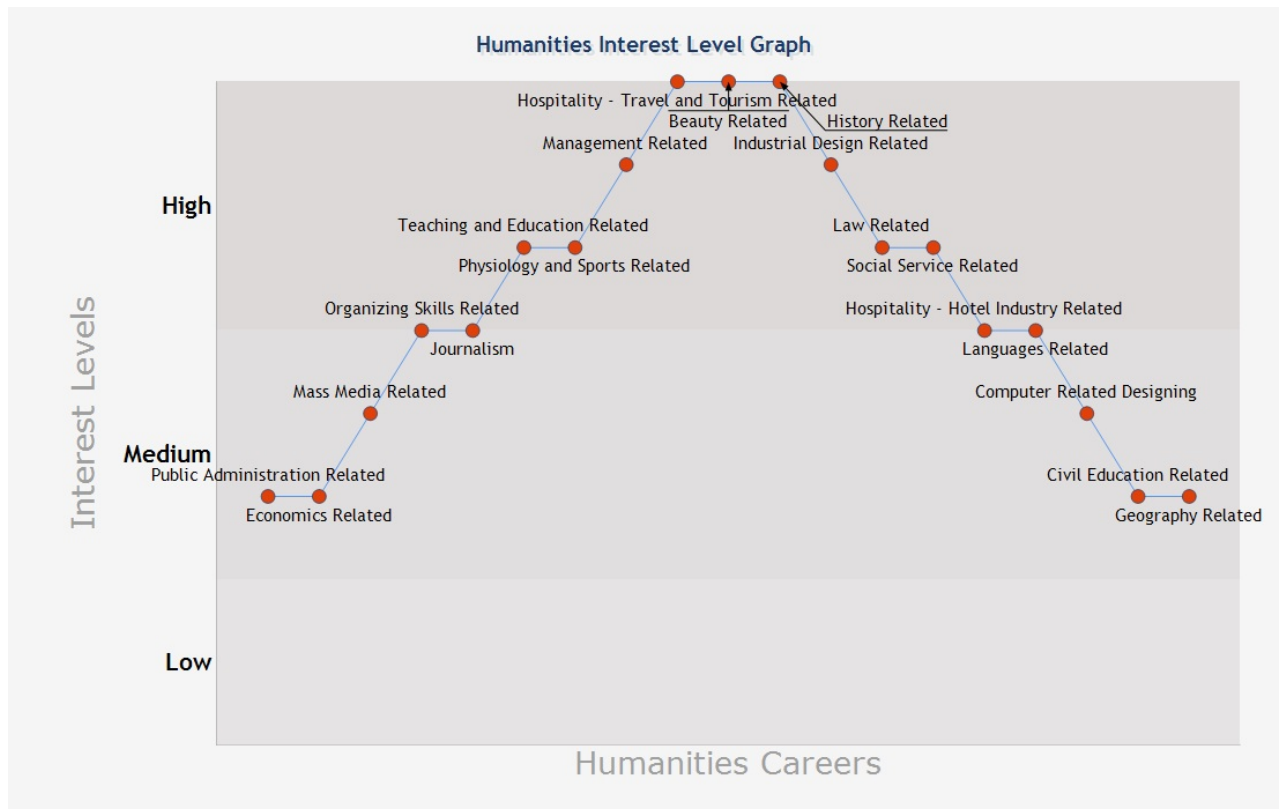 Humanities Interest Level Graph
Hospitality - Travel and Tourism Related
Beauty Related
History Related
Management Related
Industrial Design Related
High
Teaching and Education Related
Law Related
Physiology and Sports Related
Social Service Related
Organizing Skills Related
Hospitality - Hotel Industry Related
Journalism
Languages Related
Interest Levels
Mass Media Related
Computer Related Designing
Medium
Public Administration Related
Civil Education Related
Economics Related
Geography Related
Low
Humanities Careers